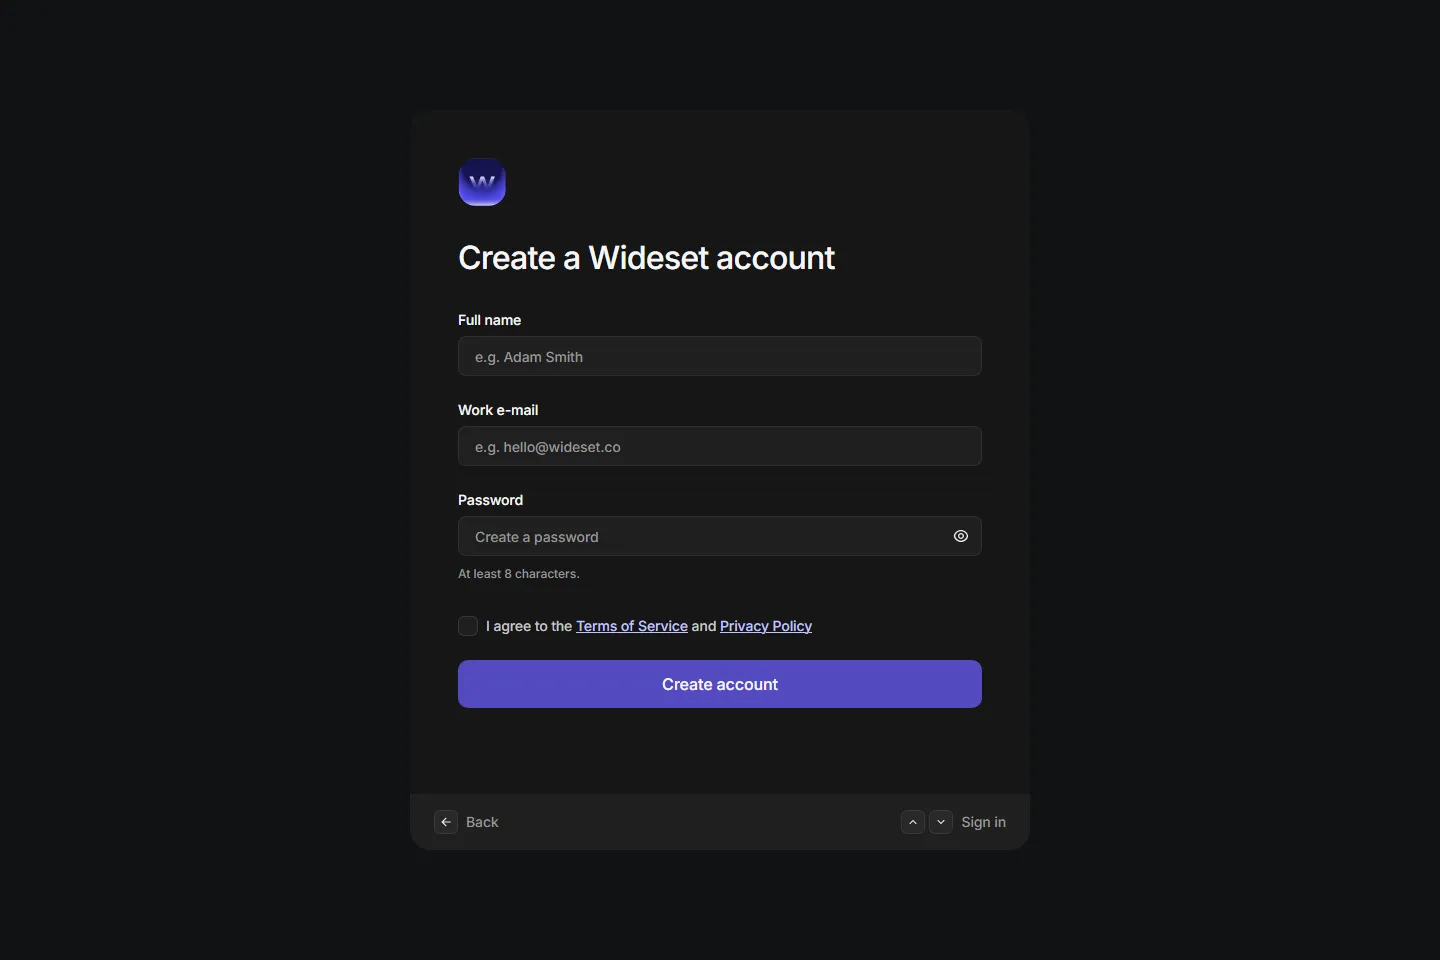 W
Create a Wideset account
Full name
e.g. Adam Smith
Work e-mail
e.g. hello@wideset.co
Password
Create a password
At least 8 characters.
I agree to the Terms of Service and Privacy Policy
Create account
Back
Sign in